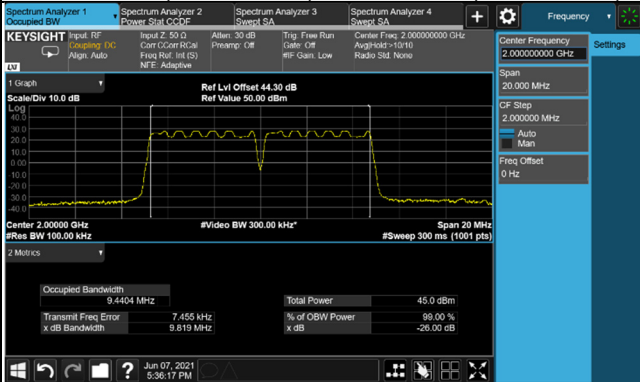 Spectrum Analyzer 1
Occupied BW
Spectrum Analyzer 2
Power Stat CCDF
Spectrum Analyzer 3
Swept SA
Spectrum Analyzer 4
Swept SA
+
Frequency
KEYSIGHT
LXI
Input: RF
Coupling: DC
Align: Auto
Input Z: 50 Ω
Corr CCorr RCal
Freq Ref: Int (S)
NFE: Adaptive
Atten: 30 dB
Preamp: Off
Trig: Free Run
Gate: Off
#IF Gain: Low
Center Freq: 2.000000000 GHz
Avg|Hold:>10/10
Radio Std: None
Center Frequency
2.000000000 GHz
Settings
Span
20.000 MHz
CF Step
2.000000 MHz
Auto
Man
Freq Offset
0 Hz
1 Graph
Scale/Div 10.0 dB
Ref Lvl Offset 44.30 dB
Ref Value 50.00 dBm
Log
40.0
30.0
20.0
10.0
0.00
-10.0
-20.0
-30.0
-40.0
Center 2.00000 GHz
#Res BW 100.00 kHz
#Video BW 300.00 kHz*
Span 20 MHz
#Sweep 300 ms (1001 pts)
2 Metrics
Occupied Bandwidth
9.4404 MHz
Transmit Freq Error 7.455 kHz
x dB Bandwidth 9.819 MHz
Total Power 45.0 dBm
% of OBW Power 99.00 %
x dB -26.00 dB
?
Jun 07, 2021
5:36:17 PM